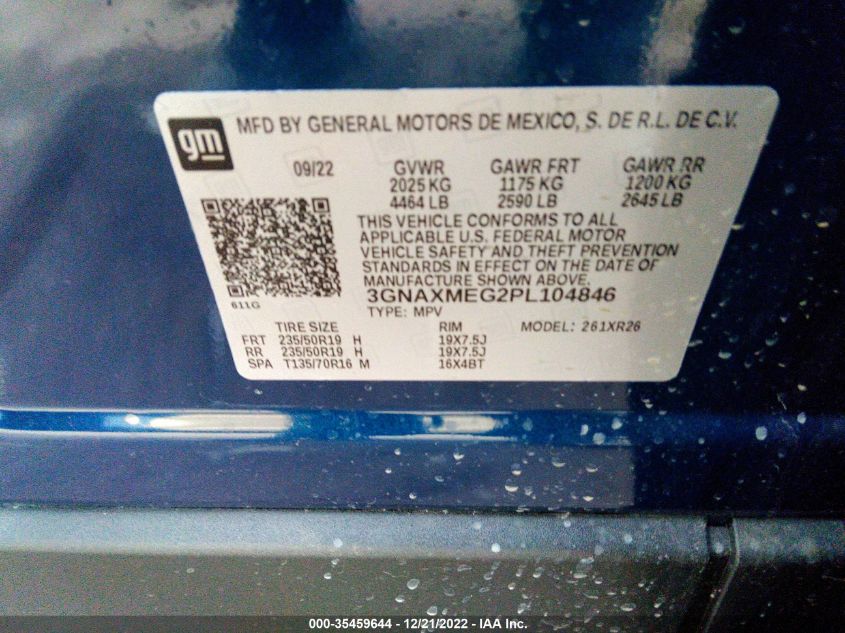 gm
MFD BY GENERAL MOTORS DE MEXICO, S. DE R.L. DE C.V.
09/22 GVWR GAWR FRT GAWR RR
2025 KG 1175 KG 1200 KG
4464 LB 2590 LB 2645 LB
THIS VEHICLE CONFORMS TO ALL
APPLICABLE U.S. FEDERAL MOTOR
VEHICLE SAFETY AND THEFT PREVENTION
STANDARDS IN EFFECT ON THE DATE OF
MANUFACTURE SHOWN ABOVE.
611G
3GNAXMEG2PL104846
TYPE: MPV
TIRE SIZE RIM MODEL: 261XR26
FRT 235/50R19 H 19X7.5J
RR 235/50R19 H 19X7.5J
SPA T135/70R16 M 16X4BT
000-35459644 - 12/21/2022 - IAA Inc.